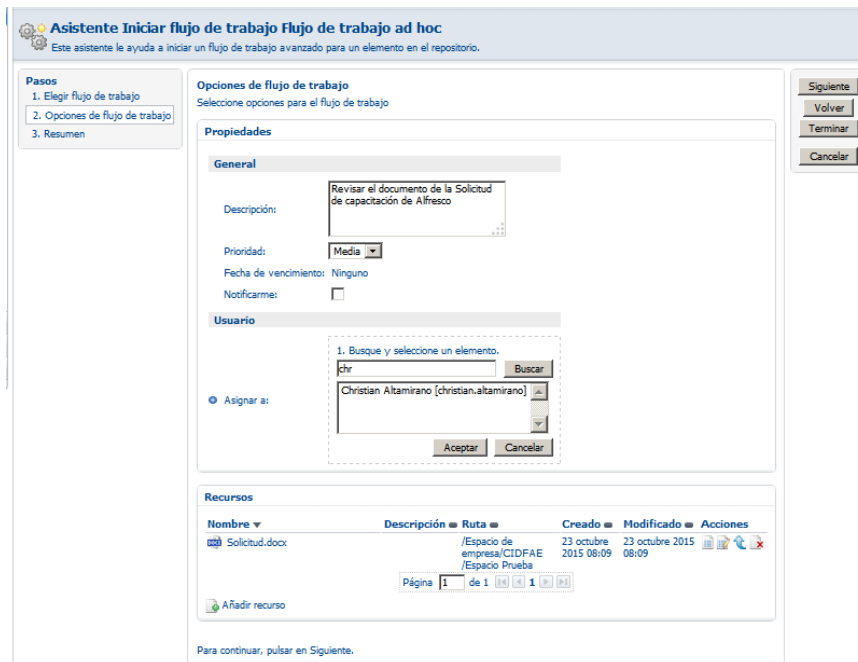 Asistente Iniciar flujo de trabajo Flujo de trabajo ad hoc
Este asistente le ayuda a iniciar un flujo de trabajo avanzado para un elemento en el repositorio.
Pasos
1. Elegir flujo de trabajo
2. Opciones de flujo de trabajo
3. Resumen
Opciones de flujo de trabajo
Seleccione opciones para el flujo de trabajo
Propiedades
General
Descripción:
Revisar el documento de la Solicitud
de capacitación de Alfresco
Prioridad: Media
Fecha de vencimiento: Ninguno
Notificarme:
Usuario
Asignar a:
1. Busque y seleccione un elemento.
chr Buscar
Christian Altamirano [christian.altamirano]
Aceptar Cancelar
Recursos
Nombre Descripción Ruta Creado Modificado Acciones
Solicitud.docx /Espacio de 23 octubre 23 octubre 2015
empresa/CIDFAE 2015 08:09 08:09
/Espacio Prueba
Página 1 de 1 1
Añadir recurso
Para continuar, pulsar en Siguiente.
Siguiente
Volver
Terminar
Cancelar